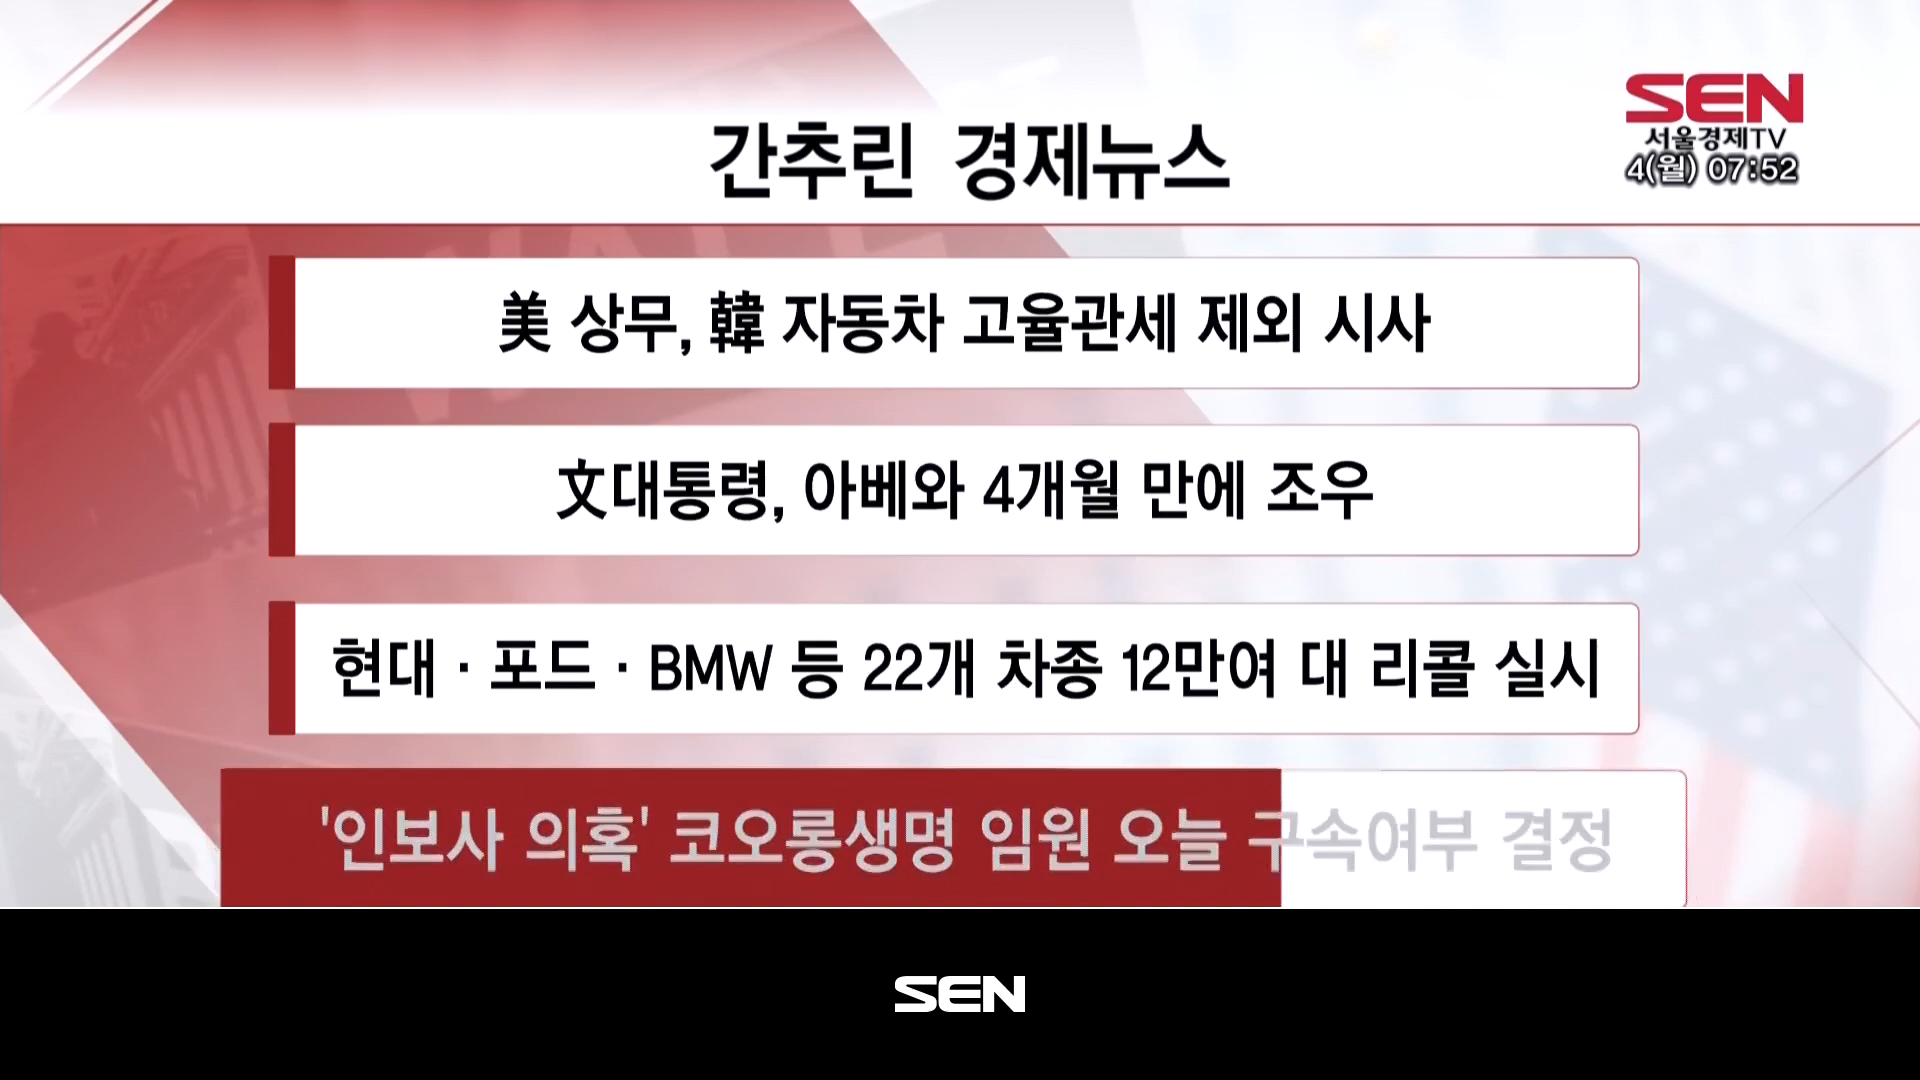 SEN
서울경제TV
4(월) 07:52
간추린 경제뉴스
美 상무, 韓 자동차 고율관세 제외 시사
文대통령, 아베와 4개월 만에 조우
현대 · 포드 · BMW 등 22개 차종 12만여 대 리콜 실시
'인보사 의혹' 코오롱생명 임원 오늘 구속여부 결정
SEN